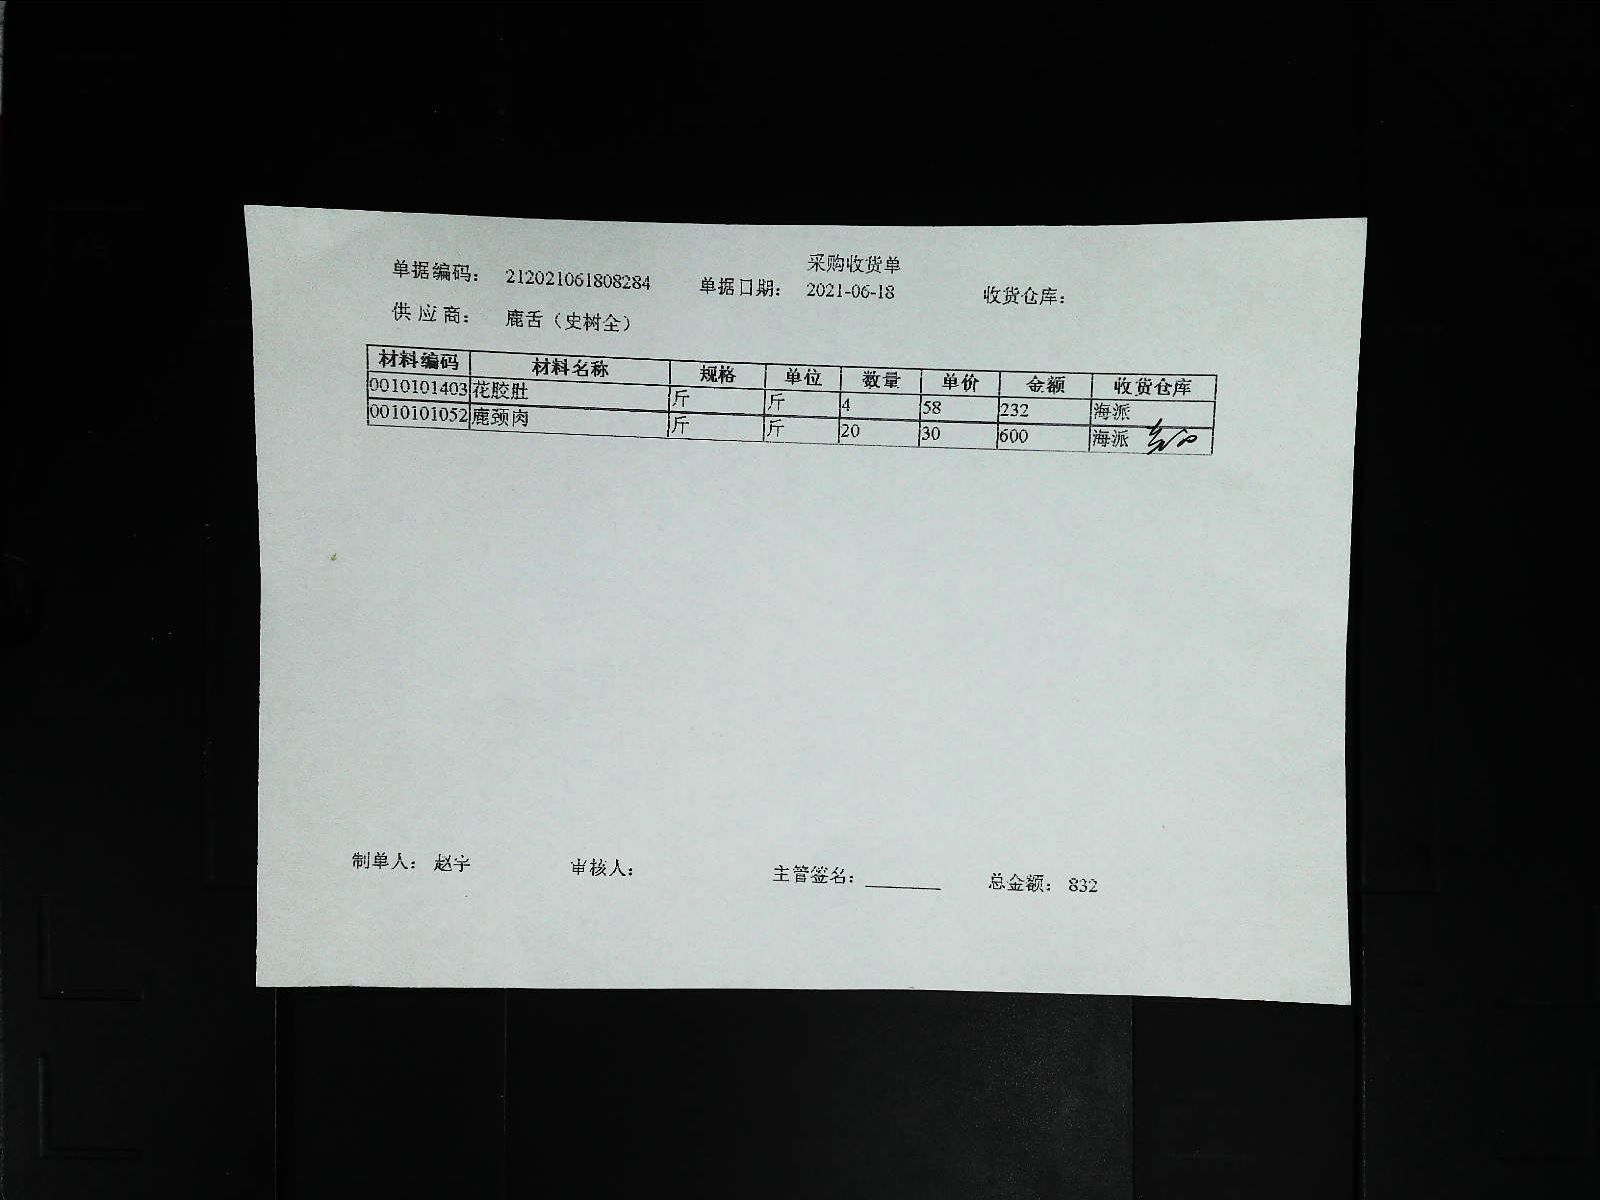 采购收货单
单据编码: 212021061808284 单据日期: 2021-06-18 收货仓库:
供应商: 鹿舌（史树全）
材料编码 材料名称 规格 单位 数量 单价 金额 收货仓库
0010101403 花胶肚 斤 斤 4 58 232 海派
0010101052 鹿颈肉 斤 斤 20 30 600 海派
制单人: 赵宇 审核人: 主管签名: 总金额: 832